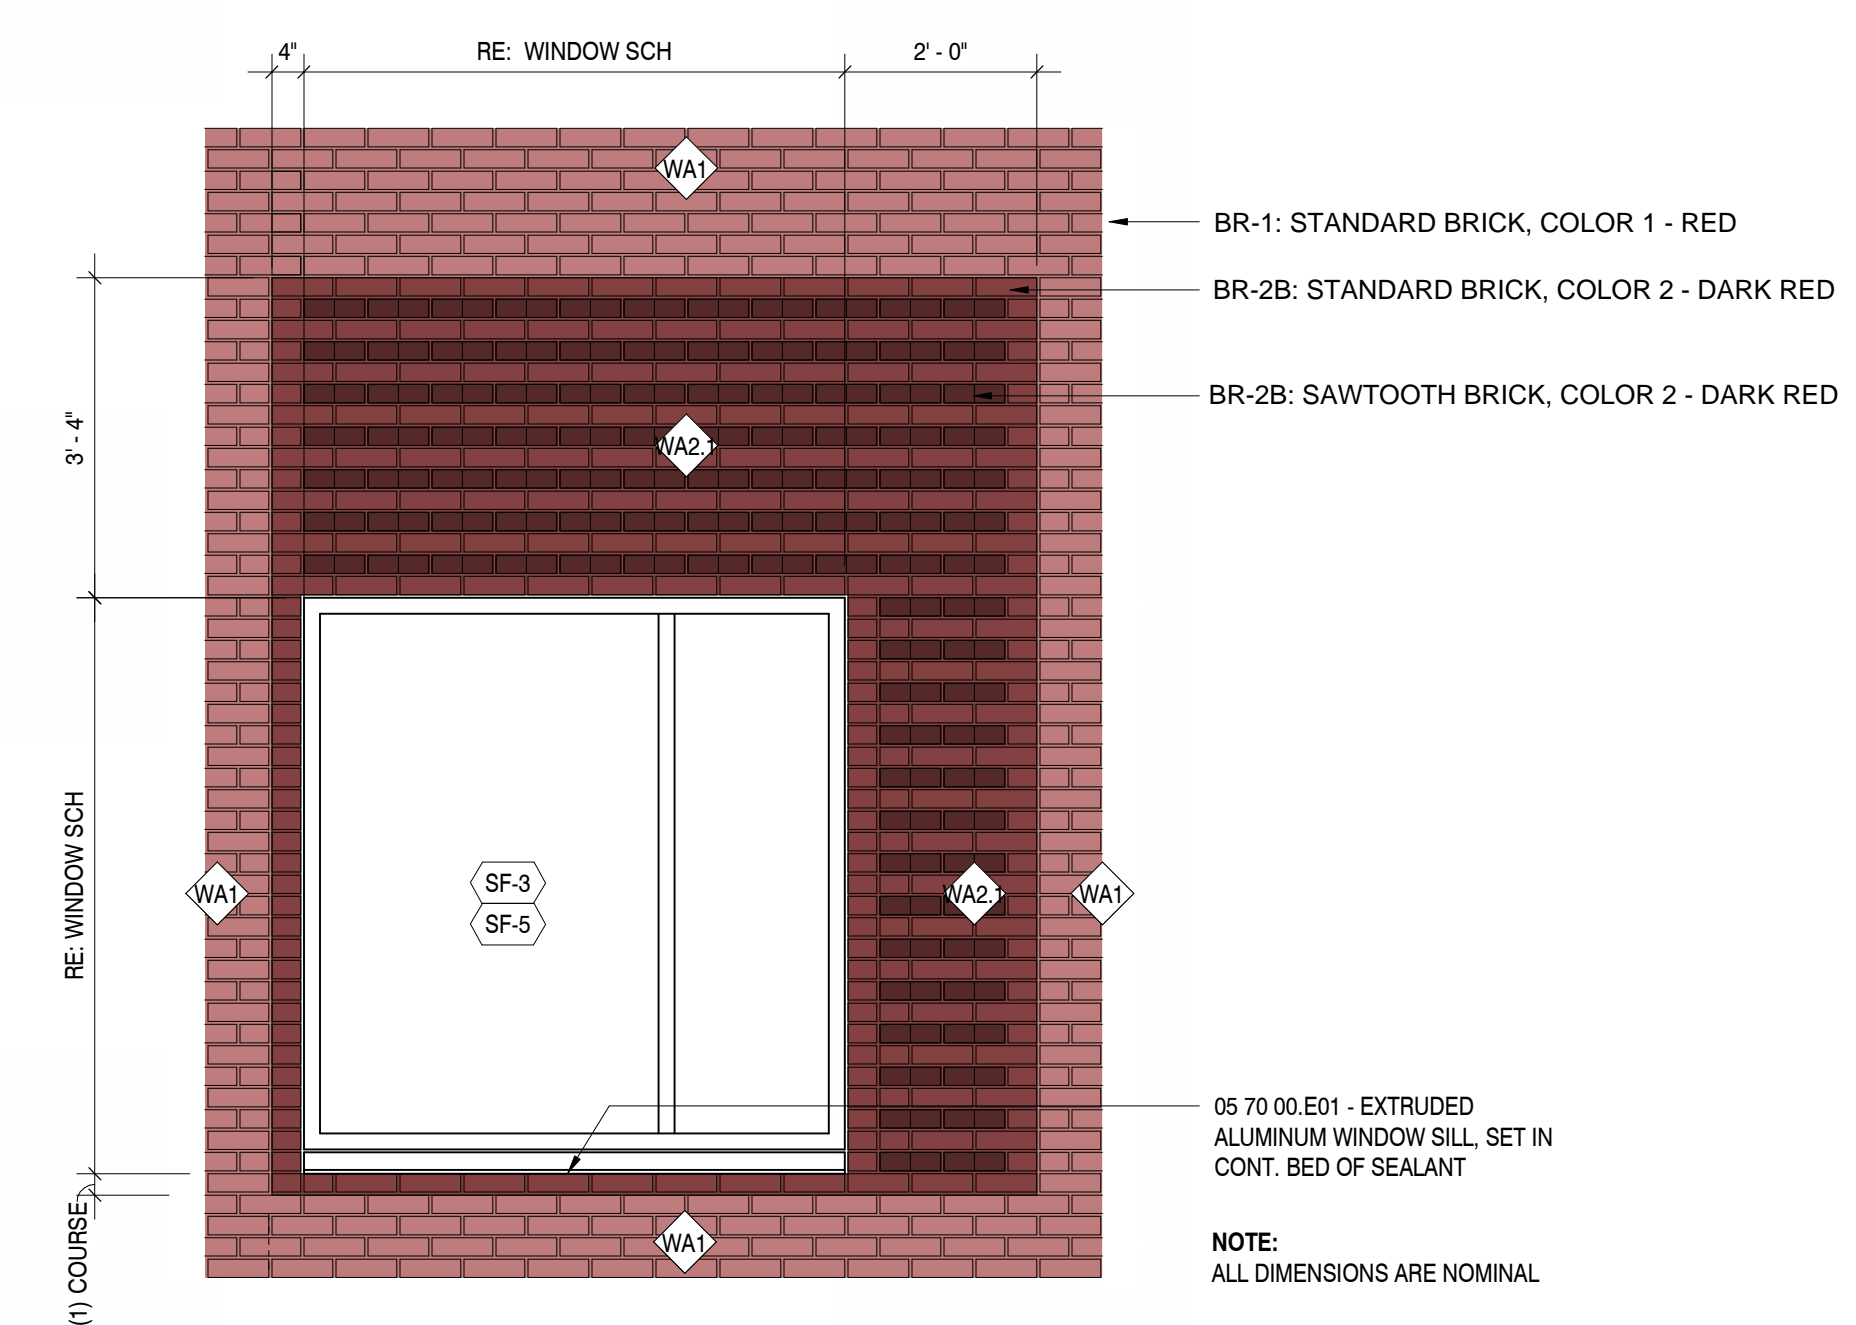 4" RE: WINDOW SCH 2' - 0"
WA1
BR-1: STANDARD BRICK, COLOR 1 - RED
BR-2B: STANDARD BRICK, COLOR 2 - DARK RED
BR-2B: SAWTOOTH BRICK, COLOR 2 - DARK RED
3' - 4"
WA2.1
RE: WINDOW SCH
SF-3
SF-5
WA1 WA2.1 WA1
05 70 00.E01 - EXTRUDED
ALUMINUM WINDOW SILL, SET IN
CONT. BED OF SEALANT
(1) COURSE
WA1
NOTE:
ALL DIMENSIONS ARE NOMINAL